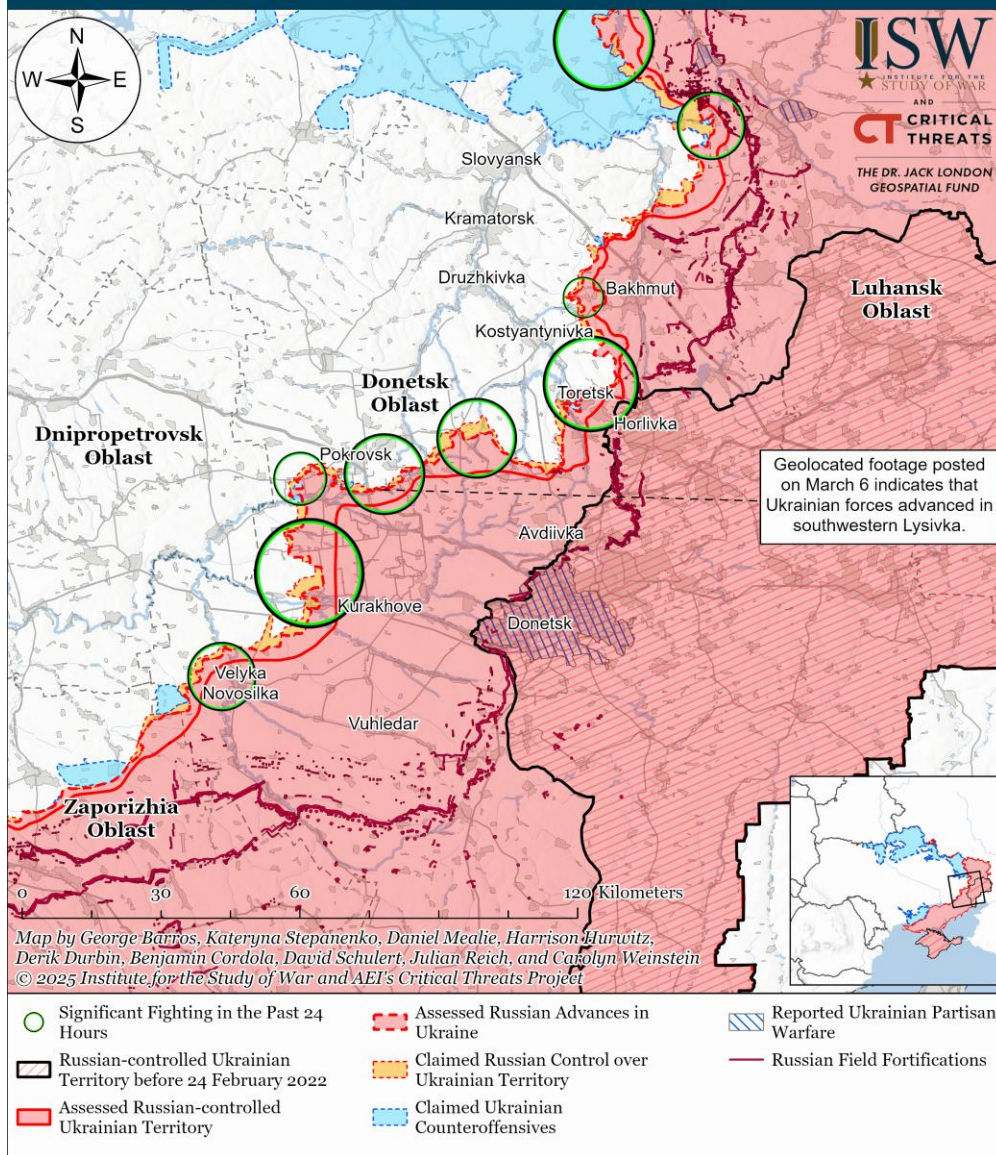 N
W
E
S
ISW
INSTITUTE FOR THE
STUDY OF WAR
AND
CT CRITICAL
THREATS
THE DR. JACK LONDON
GEOSPATIAL FUND
Slovyansk
Kramatorsk
Druzhkivka
Bakhmut
Luhansk
Oblast
Kostyantynivka
Donetsk
Oblast
Toretsk
Horlivka
Dnipropetrovsk
Oblast
Pokrovsk
Geolocated footage posted
on March 6 indicates that
Ukrainian forces advanced in
southwestern Lysivka.
Avdiivka
Kurakhove
Donetsk
Velyka
Novosilka
Vuhledar
Zaporizhia
Oblast
0 30 60 120 Kilometers
Map by George Barros, Kateryna Stepanenko, Daniel Mealie, Harrison Hurwitz,
Derik Durbin, Benjamin Cordola, David Schulert, Julian Reich, and Carolyn Weinstein
© 2025 Institute for the Study of War and AEI's Critical Threats Project
Significant Fighting in the Past 24
Hours
Russian-controlled Ukrainian
Territory before 24 February 2022
Assessed Russian-controlled
Ukrainian Territory
Assessed Russian Advances in
Ukraine
Claimed Russian Control over
Ukrainian Territory
Claimed Ukrainian
Counteroffensives
Reported Ukrainian Partisan
Warfare
Russian Field Fortifications